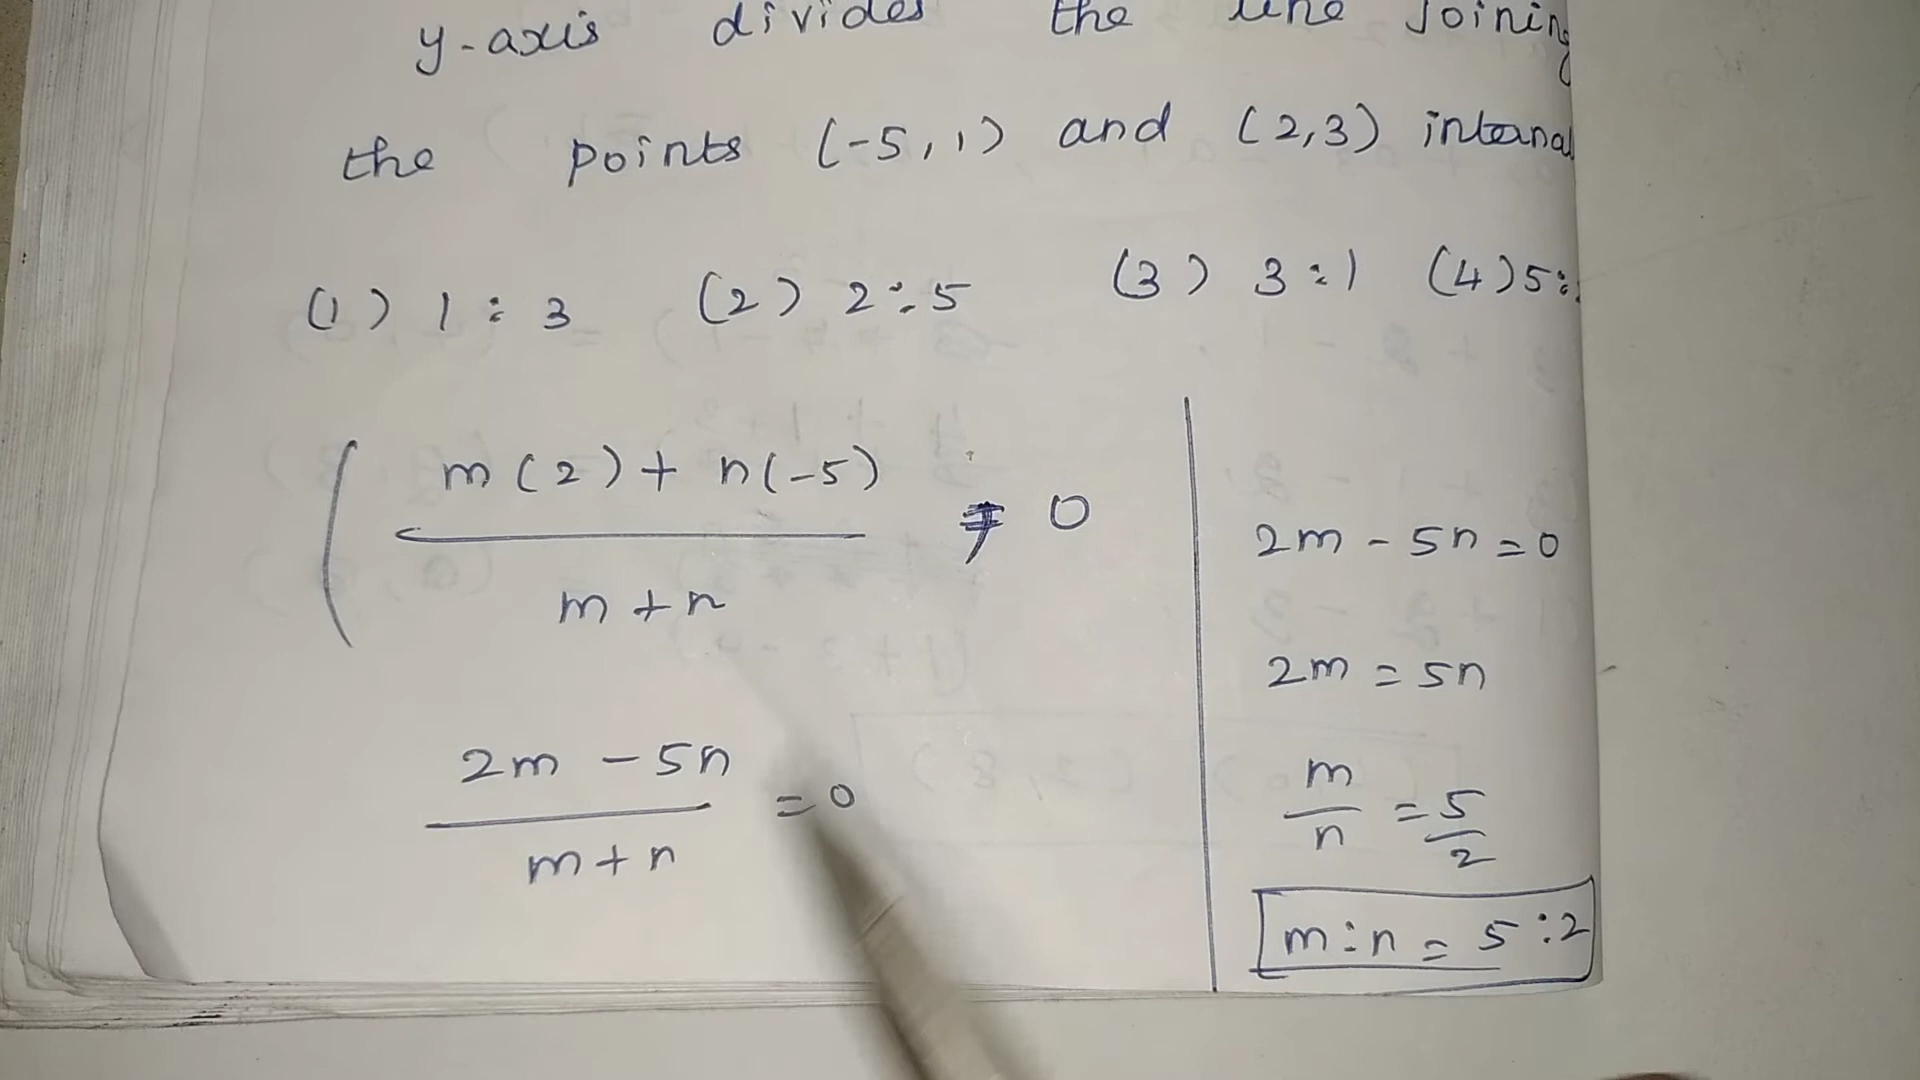 y-axis divides the line joining
the points (-5,1) and (2,3) internal
(1) 1:3 (2) 2:5 (3) 3:1 (4) 5:
( m(2) + n(-5)
m+n
= 0
2m - 5n
m+n
= 0
2m - 5n = 0
2m = 5n
m
n
= 5
2
m:n = 5:2